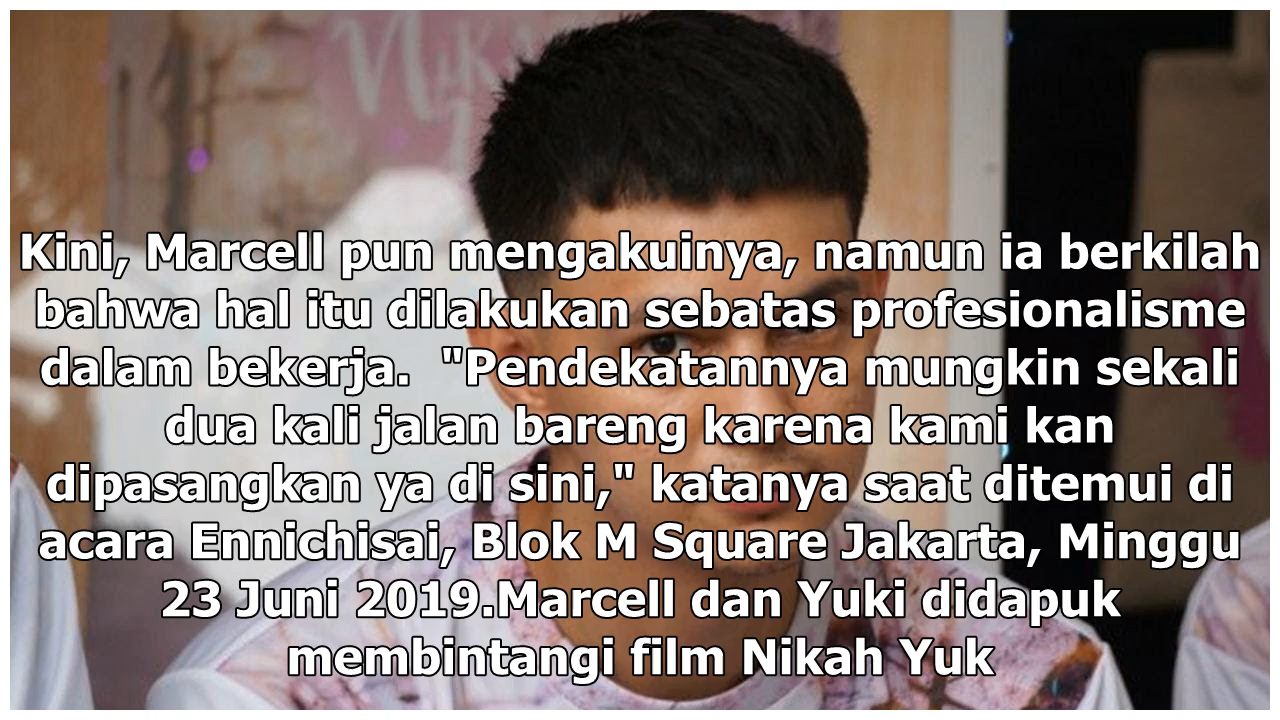 Nikah
Kini, Marcell pun mengakuinya, namun ia berkilah
bahwa hal itu dilakukan sebatas profesionalisme
dalam bekerja.  "Pendekatannya mungkin sekali
dua kali jalan bareng karena kami kan
dipasangkan ya di sini," katanya saat ditemui di
acara Ennichisai, Blok M Square Jakarta, Minggu
23 Juni 2019.Marcell dan Yuki didapuk
membintangi film Nikah Yuk